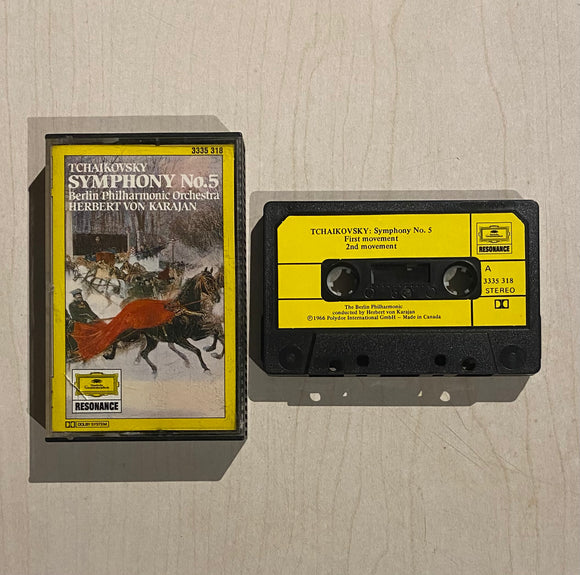 3335 318
TCHAIKOVSKY
SYMPHONY No.5
Berlin Philharmonic Orchestra
HERBERT VON KARAJAN
RESONANCE
DOLBY SYSTEM
TCHAIKOVSKY: Symphony No. 5
First movement
2nd movement
RESONANCE
A
3335 318
STEREO
The Berlin Philharmonic
conducted by Herbert von Karajan
Ⓟ1966 Polydor International GmbH — Made in Canada